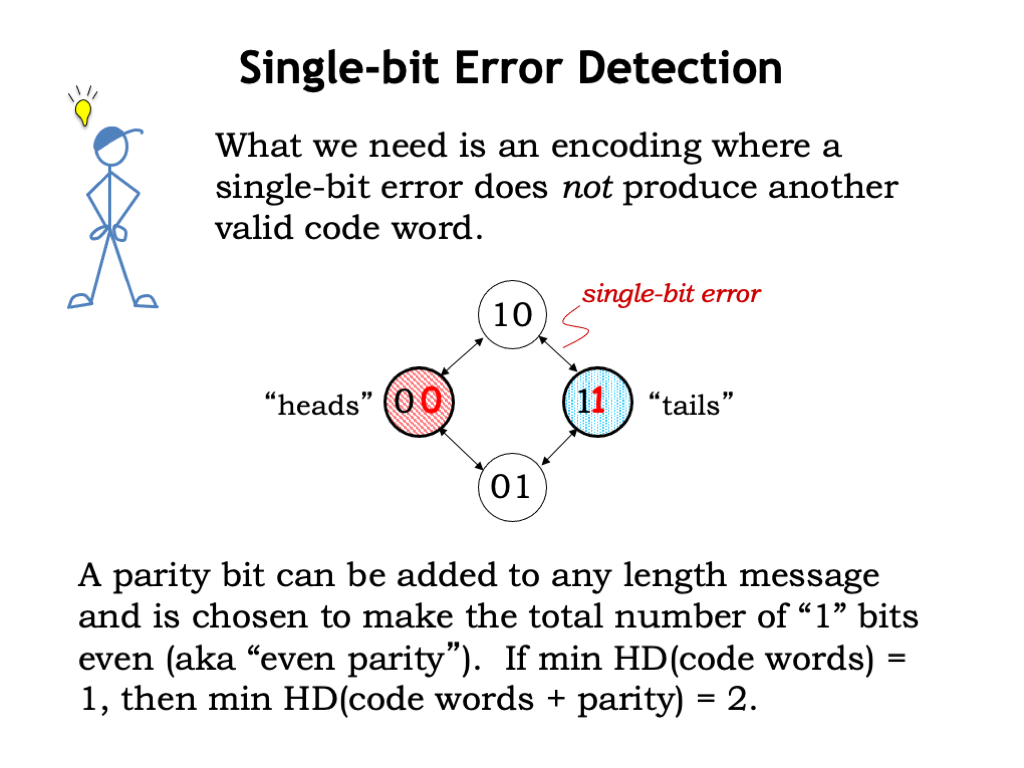 Single-bit Error Detection
What we need is an encoding where a
single-bit error does not produce another
valid code word.
single-bit error
10
“heads” 00 11 “tails”
01
A parity bit can be added to any length message
and is chosen to make the total number of “1” bits
even (aka “even parity”).  If min HD(code words) =
1, then min HD(code words + parity) = 2.